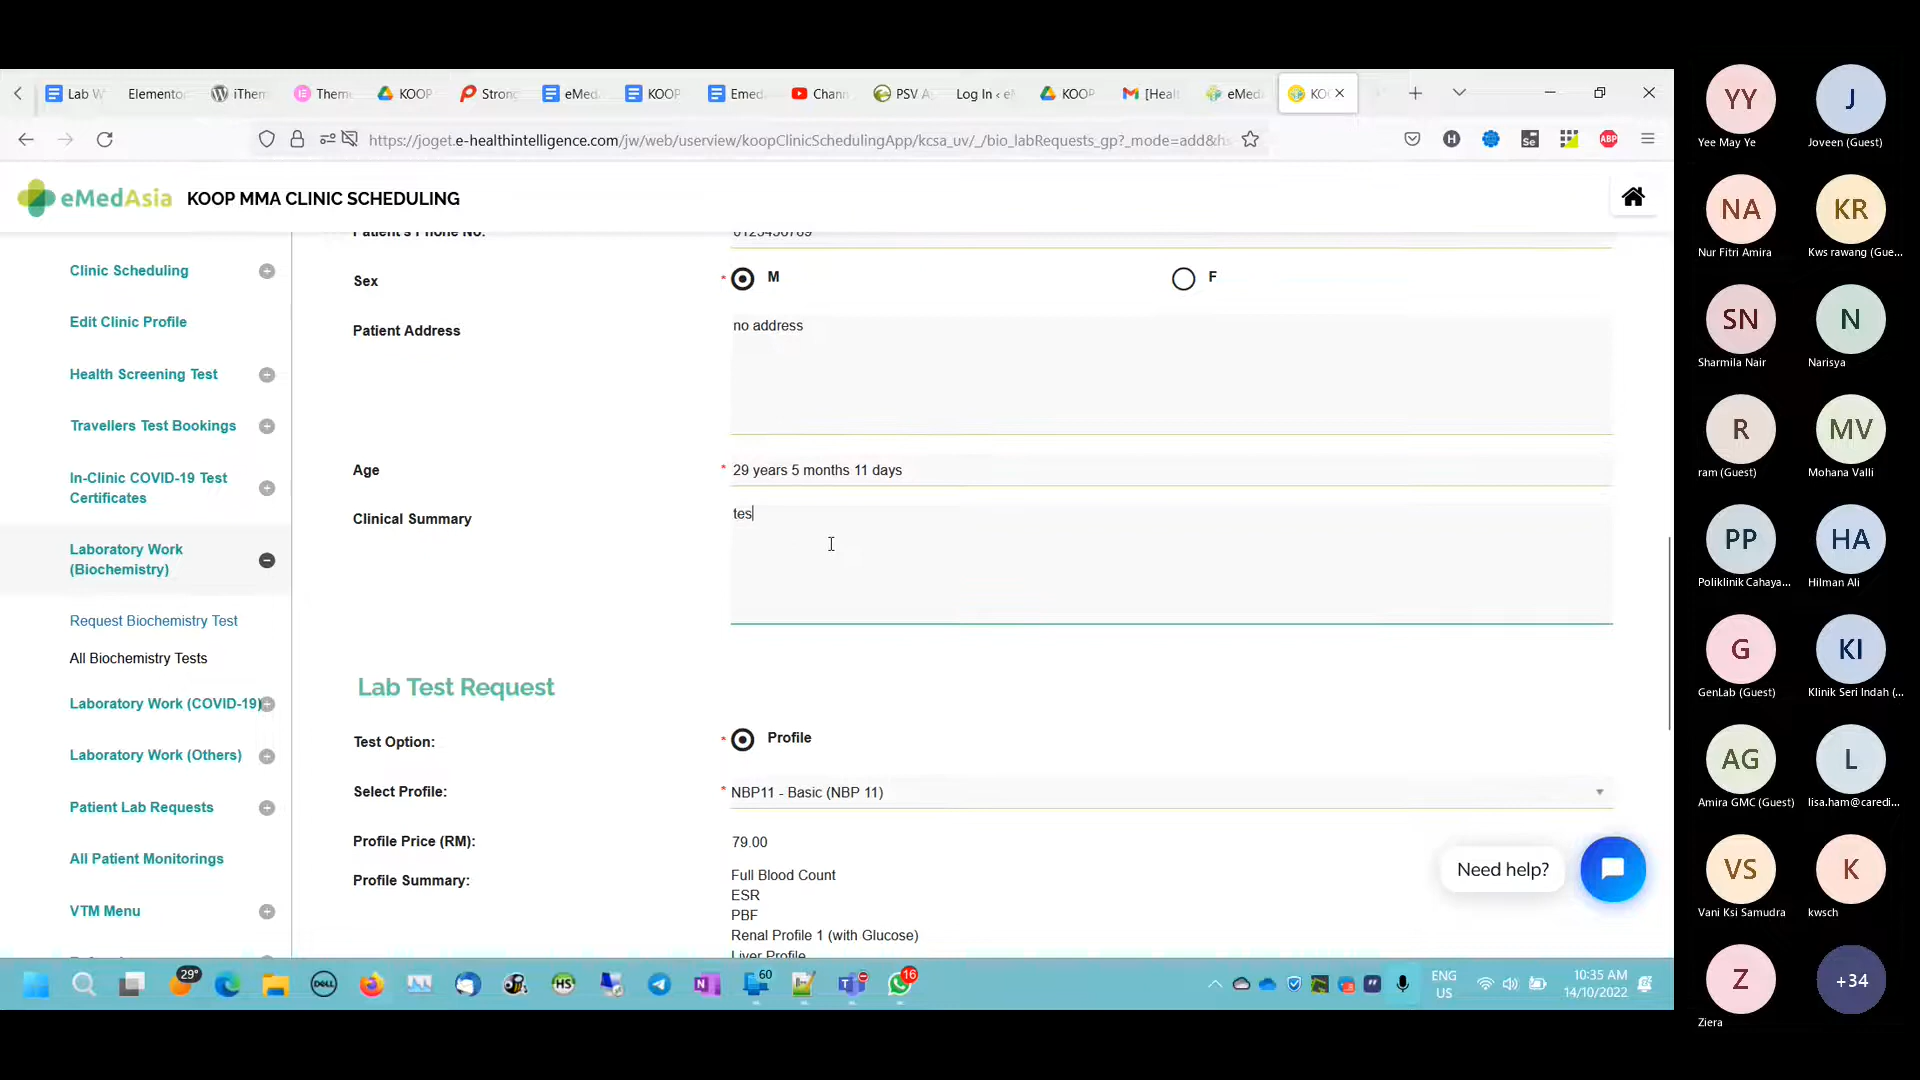 Lab W
Elemento
iThem
Them
KOOP
Stron
eMed
KOOP
Emed
Chann
PSV A
Log In ‹ e
KOOP
[Heal
eMed
KO
https://joget.e-healthintelligence.com/jw/web/userview/koopClinicSchedulingApp/kcsa_uv/_/bio_labRequests_gp?_mode=add&h
eMedAsia KOOP MMA CLINIC SCHEDULING
Clinic Scheduling
Edit Clinic Profile
Health Screening Test
Travellers Test Bookings
In-Clinic COVID-19 Test
Certificates
Laboratory Work
(Biochemistry)
Request Biochemistry Test
All Biochemistry Tests
Laboratory Work (COVID-19)
Laboratory Work (Others)
Patient Lab Requests
All Patient Monitorings
VTM Menu
Patient's Phone No: 0123456789
Sex * M F
Patient Address no address
Age * 29 years 5 months 11 days
Clinical Summary tes
Lab Test Request
Test Option: * Profile
Select Profile: * NBP11 - Basic (NBP 11)
Profile Price (RM): 79.00
Profile Summary: Full Blood Count
ESR
PBF
Renal Profile 1 (with Glucose)
Liver Profile
Need help?
29°
60
16
ENG
US
10:35 AM
14/10/2022
YY
Yee May Ye
J
Joveen (Guest)
NA
Nur Fitri Amira
KR
Kws rawang (Gue...
SN
Sharmila Nair
N
Narisya
R
ram (Guest)
MV
Mohana Valli
PP
Poliklinik Cahaya...
HA
Hilman Ali
G
GenLab (Guest)
KI
Klinik Seri Indah (...
AG
Amira GMC (Guest)
L
lisa.ham@caredi...
VS
Vani Ksi Samudra
K
kwsch
Z
Ziera
+34